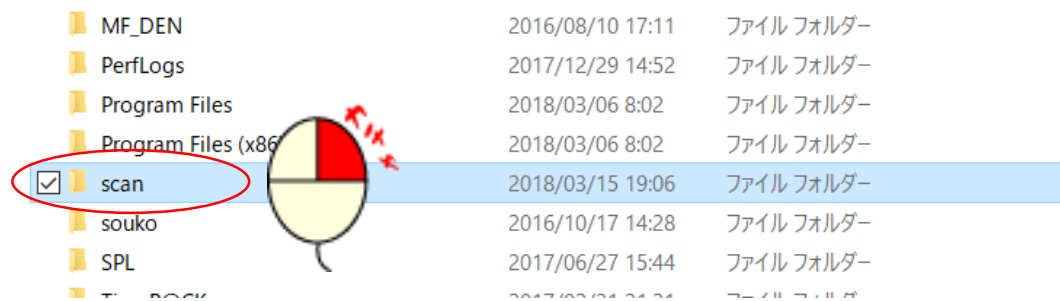 MF_DEN 2016/08/10 17:11 ファイル フォルダー
PerfLogs 2017/12/29 14:52 ファイル フォルダー
Program Files 2018/03/06 8:02 ファイル フォルダー
Program Files (x86 2018/03/06 8:02 ファイル フォルダー
scan 2018/03/15 19:06 ファイル フォルダー
souko 2016/10/17 14:28 ファイル フォルダー
SPL 2017/06/27 15:44 ファイル フォルダー